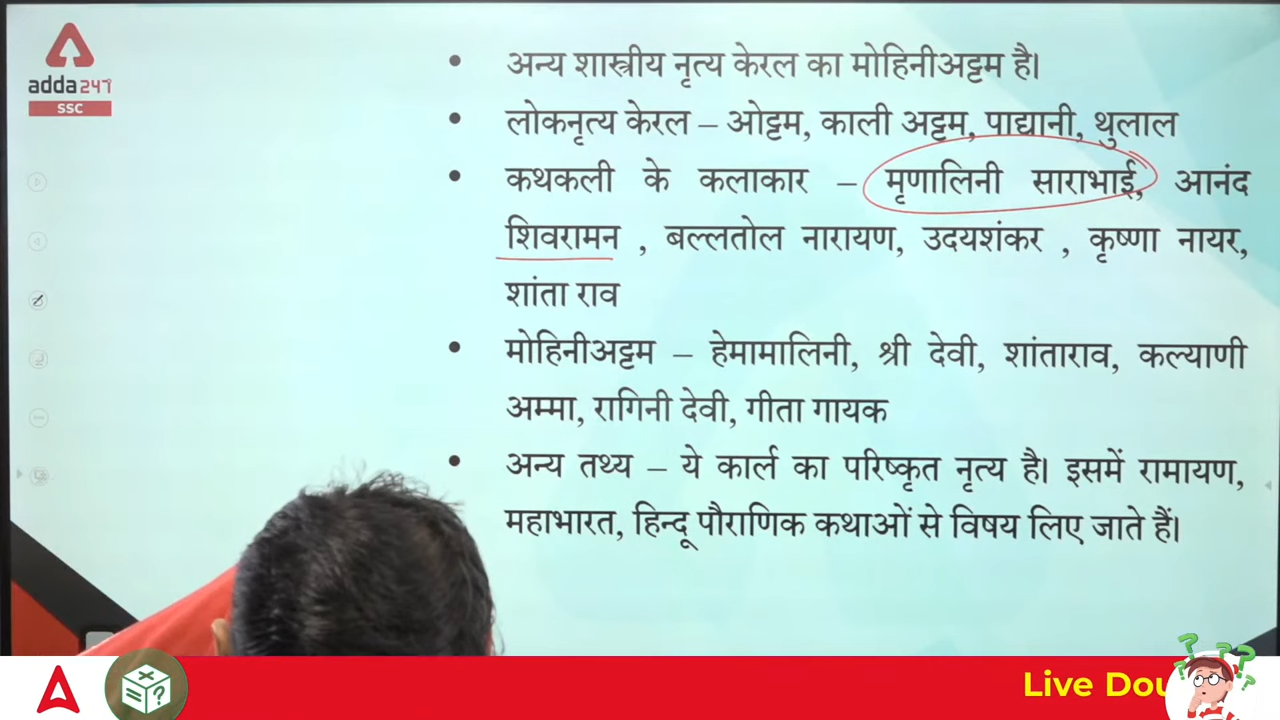 adda247
SSC
अन्य शास्त्रीय नृत्य केरल का मोहिनीअट्टम है।
लोकनृत्य केरल – ओट्टम, काली अट्टम, पाद्यानी, थुलाल
कथकली के कलाकार – मृणालिनी साराभाई, आनंद
शिवरामन , बल्लतोल नारायण, उदयशंकर , कृष्णा नायर,
शांता राव
मोहिनीअट्टम – हेमामालिनी, श्री देवी, शांताराव, कल्याणी
अम्मा, रागिनी देवी, गीता गायक
अन्य तथ्य – ये कार्ल का परिष्कृत नृत्य है। इसमें रामायण,
महाभारत, हिन्दू पौराणिक कथाओं से विषय लिए जाते हैं।
Live Dou